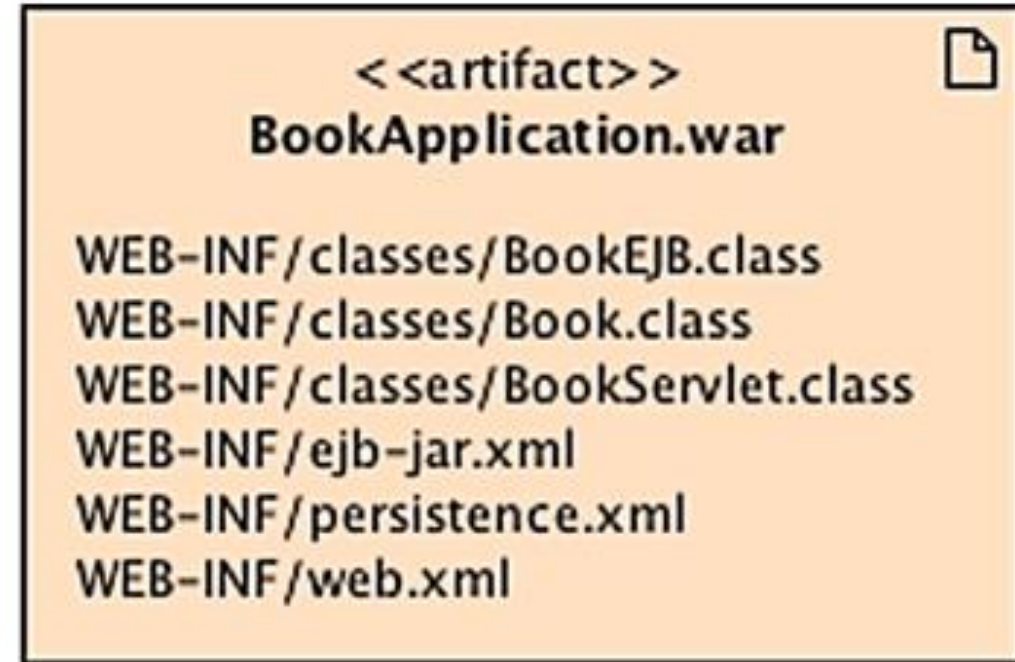 <<artifact>>
BookApplication.war
WEB-INF/classes/BookEJB.class
WEB-INF/classes/Book.class
WEB-INF/classes/BookServlet.class
WEB-INF/ejb-jar.xml
WEB-INF/persistence.xml
WEB-INF/web.xml